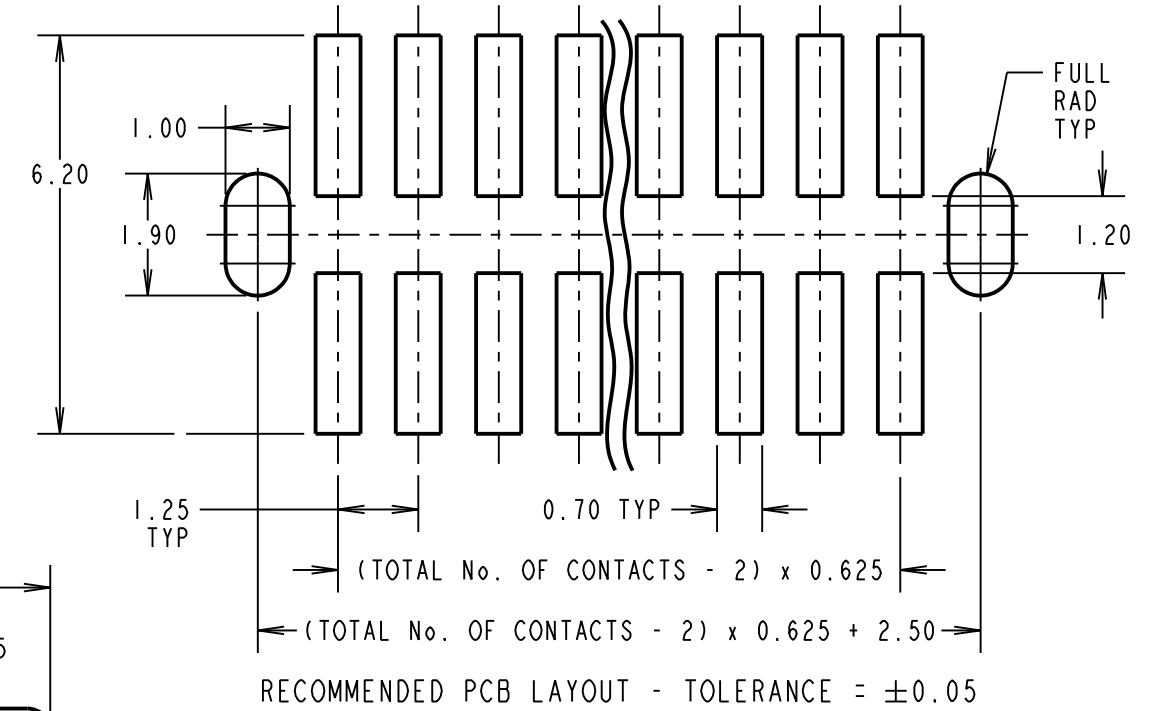 FULL
RAD
TYP
1.00
6.20
1.90
1.20
1.25
TYP
0.70 TYP
(TOTAL No. OF CONTACTS - 2) x 0.625
(TOTAL No. OF CONTACTS - 2) x 0.625 + 2.50
5
RECOMMENDED PCB LAYOUT - TOLERANCE = ±0.05